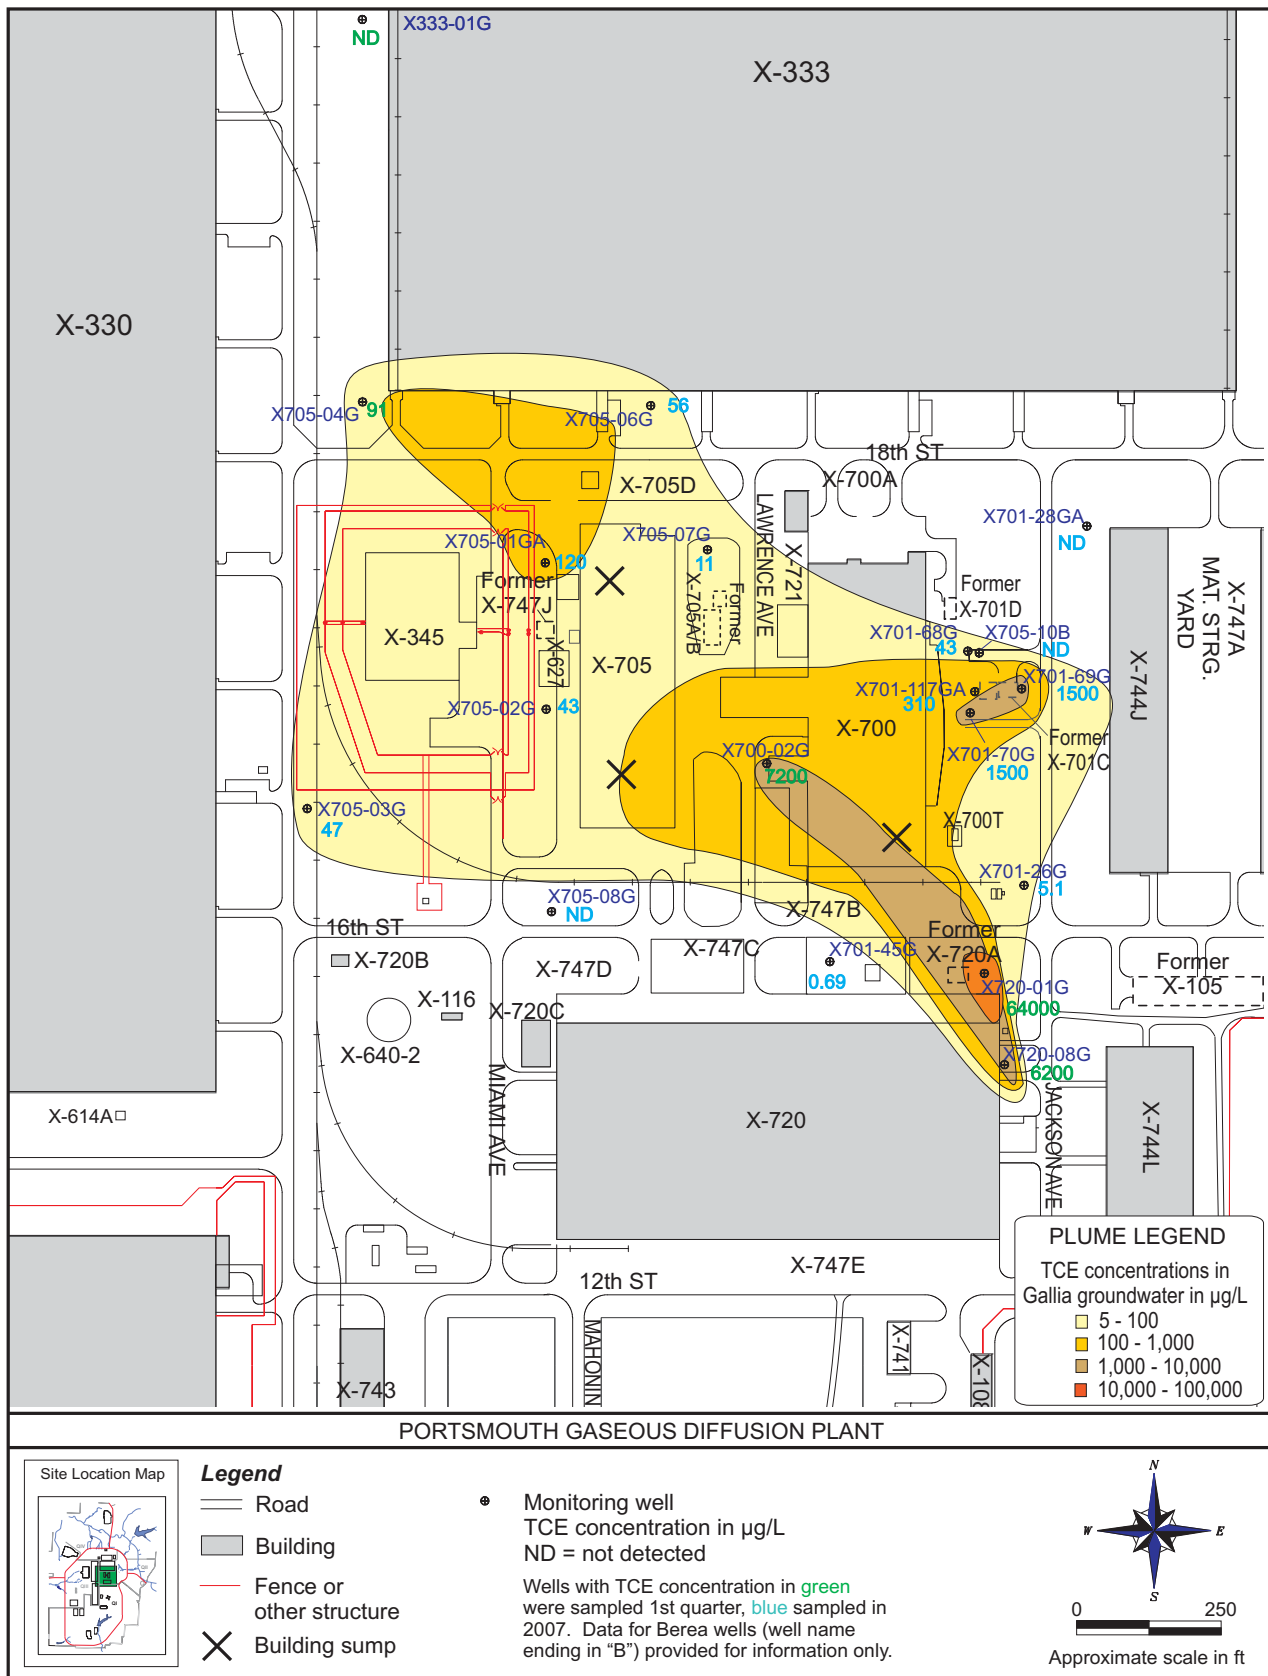 X333-01G
ND
X-333
X-330
X705-04G
91
X705-06G
56
18th ST
X-700A
X-705D
LAWRENCE AVE
X-721
X701-28GA
ND
X-747A
MAT. STRG.
YARD
X705-01GA
120
X705-07G
11
Former
X-747J
Former
X-705A/B
Former
X-701D
X-345
X-627
X-705
X701-68G
43
X705-10B
ND
X-744J
X701-69G
1500
X701-117GA
310
X705-02G
43
X-700
X701-70G
1500
Former
X-701C
X700-02G
7200
X705-03G
47
X-700T
X701-26G
5.1
X705-08G
ND
X-747B
16th ST
X-720B
X-747D
X-747C
X701-45G
0.69
Former
X-720A
Former
X-105
X-116
X-720C
X-640-2
X720-01G
64000
X720-08G
6200
MIAMI AVE
X-614A
X-720
JACKSON AVE
X-744L
X-747E
12th ST
MAHONIN
X-743
X-741
X-108
PLUME LEGEND
TCE concentrations in
Gallia groundwater in µg/L
5 - 100
100 - 1,000
1,000 - 10,000
10,000 - 100,000
PORTSMOUTH GASEOUS DIFFUSION PLANT
Site Location Map
Legend
Road
Building
Fence or
other structure
Building sump
Monitoring well
TCE concentration in µg/L
ND = not detected
Wells with TCE concentration in green
were sampled 1st quarter, blue sampled in
2007. Data for Berea wells (well name
ending in “B”) provided for information only.
N
W
E
S
0 250
Approximate scale in ft